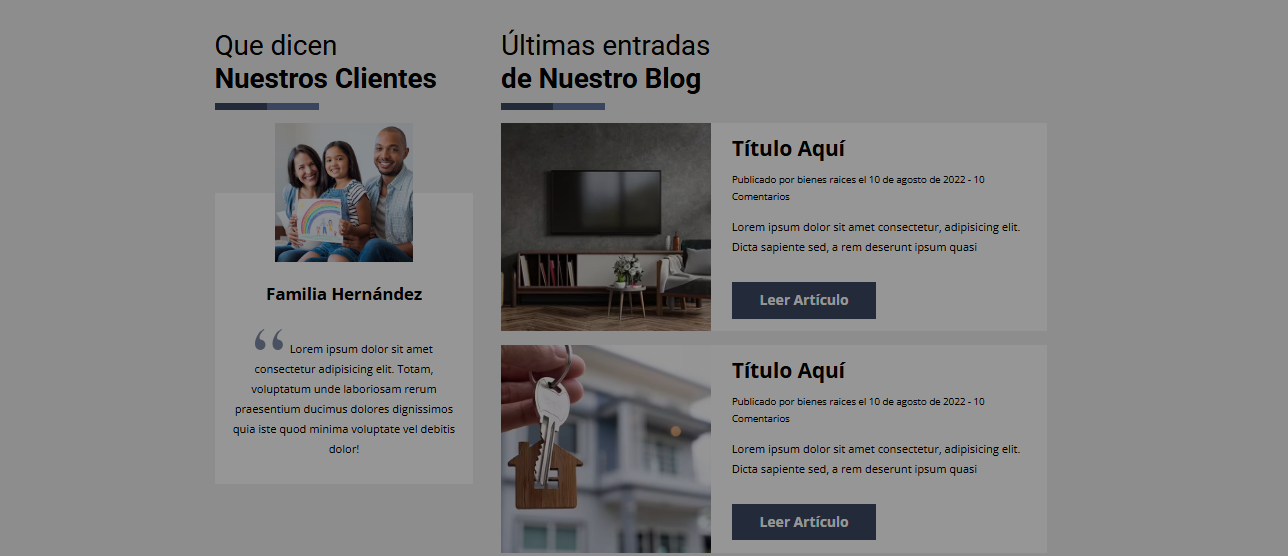 Que dicen
Nuestros Clientes
Familia Hernández
“ Lorem ipsum dolor sit amet
consectetur adipisicing elit. Totam,
voluptatum unde laboriosam rerum
praesentium ducimus dolores dignissimos
quia iste quod minima voluptate vel debitis
dolor!
Últimas entradas
de Nuestro Blog
Título Aquí
Publicado por bienes raices el 10 de agosto de 2022 - 10
Comentarios
Lorem ipsum dolor sit amet consectetur, adipisicing elit.
Dicta sapiente sed, a rem deserunt ipsum quasi
Leer Artículo
Título Aquí
Publicado por bienes raices el 10 de agosto de 2022 - 10
Comentarios
Lorem ipsum dolor sit amet consectetur, adipisicing elit.
Dicta sapiente sed, a rem deserunt ipsum quasi
Leer Artículo